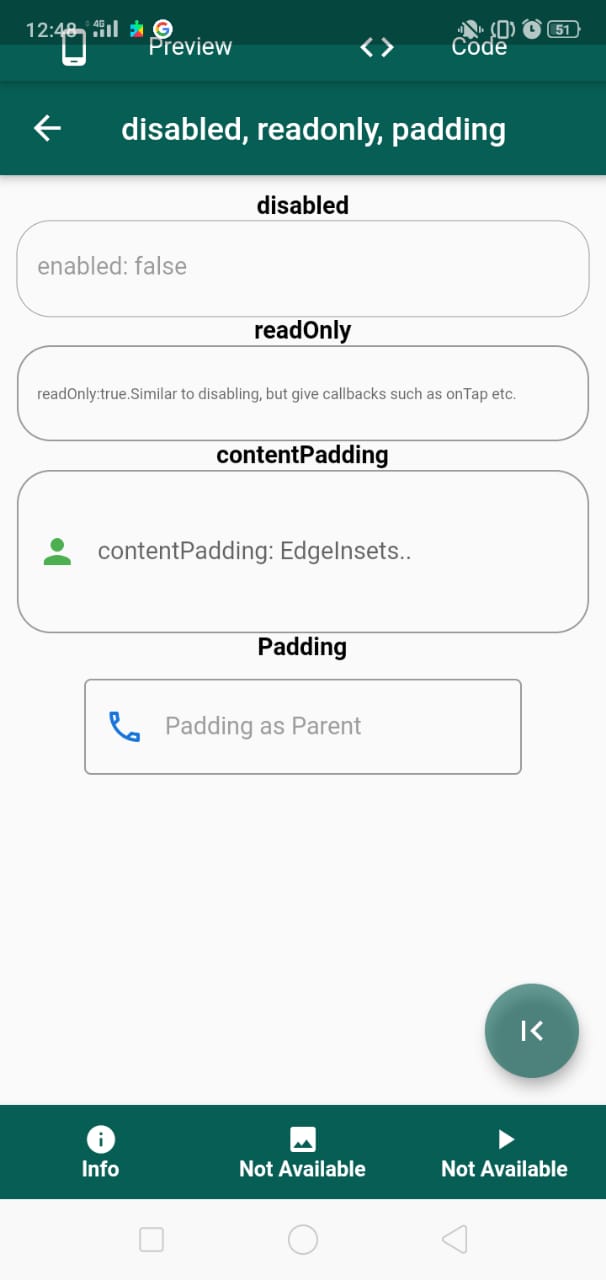 12:48 4G 51
Preview <> Code
disabled, readonly, padding
disabled
enabled: false
readOnly
readOnly:true.Similar to disabling, but give callbacks such as onTap etc.
contentPadding
contentPadding: EdgeInsets..
Padding
Padding as Parent
Info Not Available Not Available